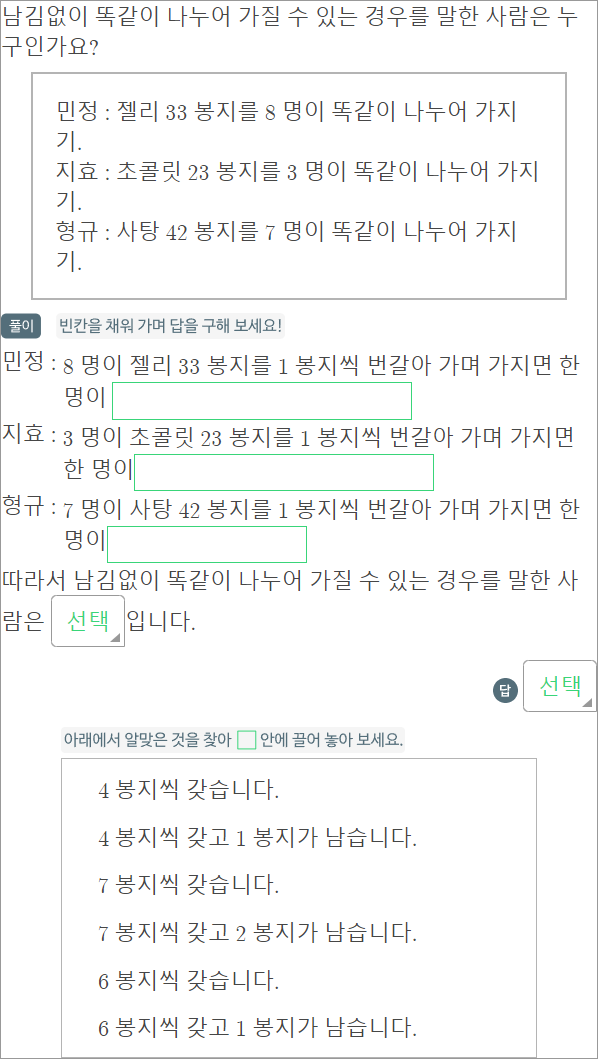 남김없이 똑같이 나누어 가질 수 있는 경우를 말한 사람은 누
구인가요?
민정 : 젤리 33 봉지를 8 명이 똑같이 나누어 가지
기.
지효 : 초콜릿 23 봉지를 3 명이 똑같이 나누어 가지
기.
형규 : 사탕 42 봉지를 7 명이 똑같이 나누어 가지
기.
풀이 빈칸을 채워 가며 답을 구해 보세요!
민정 : 8 명이 젤리 33 봉지를 1 봉지씩 번갈아 가며 가지면 한
명이
지효 : 3 명이 초콜릿 23 봉지를 1 봉지씩 번갈아 가며 가지면
한 명이
형규 : 7 명이 사탕 42 봉지를 1 봉지씩 번갈아 가며 가지면 한
명이
따라서 남김없이 똑같이 나누어 가질 수 있는 경우를 말한 사
람은 선택 입니다.
답 선택
아래에서 알맞은 것을 찾아 안에 끌어 놓아 보세요.
4 봉지씩 갖습니다.
4 봉지씩 갖고 1 봉지가 남습니다.
7 봉지씩 갖습니다.
7 봉지씩 갖고 2 봉지가 남습니다.
6 봉지씩 갖습니다.
6 봉지씩 갖고 1 봉지가 남습니다.